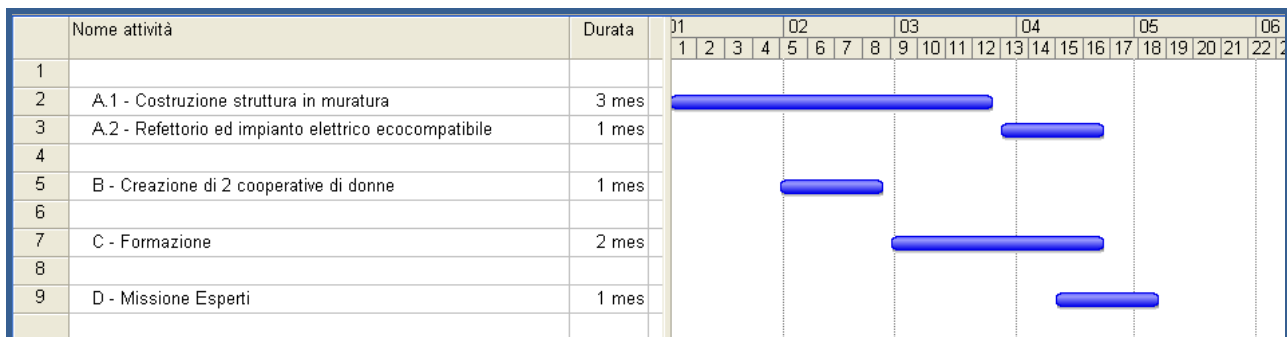 Nome attività Durata 01 02 03 04 05 06
1 2 3 4 5 6 7 8 9 10 11 12 13 14 15 16 17 18 19 20 21 22
1
2 A.1 - Costruzione struttura in muratura 3 mes
3 A.2 - Refettorio ed impianto elettrico ecocompatibile 1 mes
4
5 B - Creazione di 2 cooperative di donne 1 mes
6
7 C - Formazione 2 mes
8
9 D - Missione Esperti 1 mes